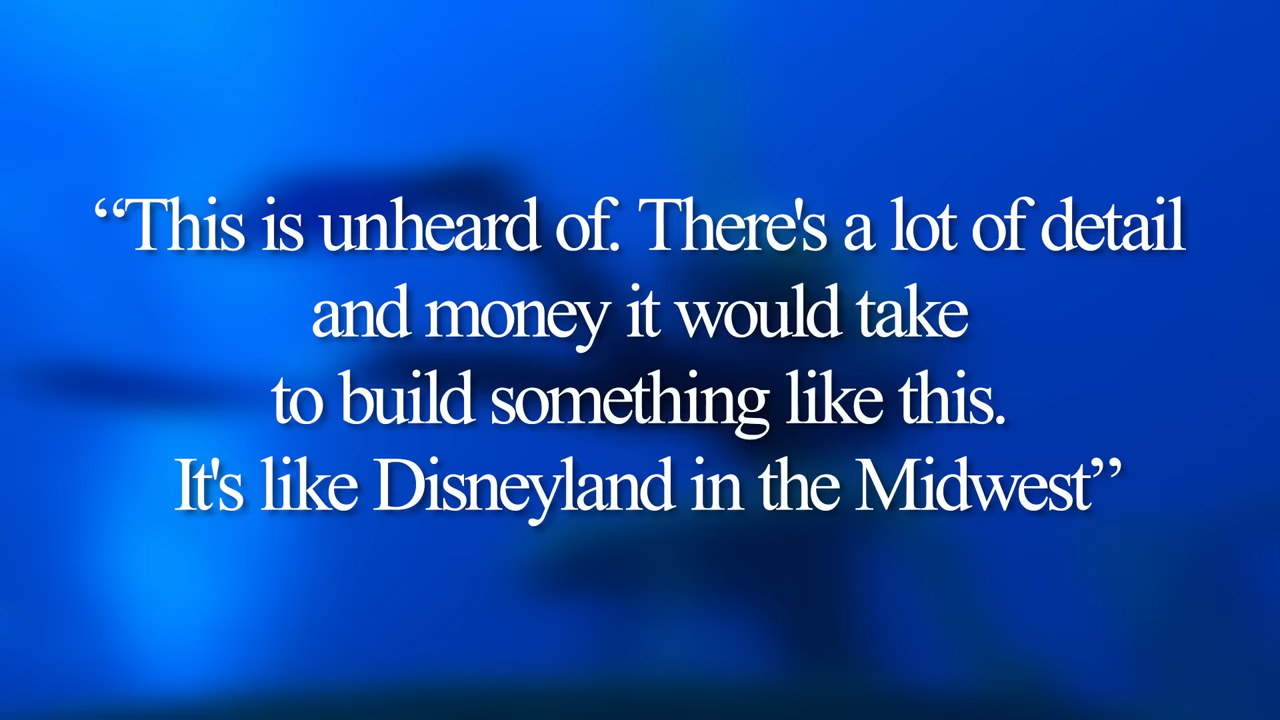 “This is unheard of. There's a lot of detail
and money it would take
to build something like this.
It's like Disneyland in the Midwest”